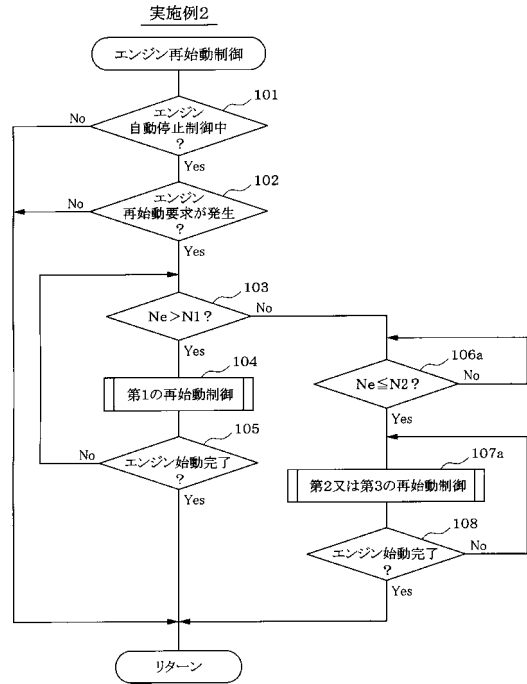 実施例2
エンジン再始動制御
101
エンジン
自動停止制御中
?
No
Yes
102
エンジン
再始動要求が発生
?
No
Yes
103
Ne>N1?
No
Yes
104
第1の再始動制御
105
エンジン始動完了
?
No
Yes
106a
Ne≦N2?
No
Yes
107a
第2又は第3の再始動制御
108
エンジン始動完了
?
No
Yes
リターン